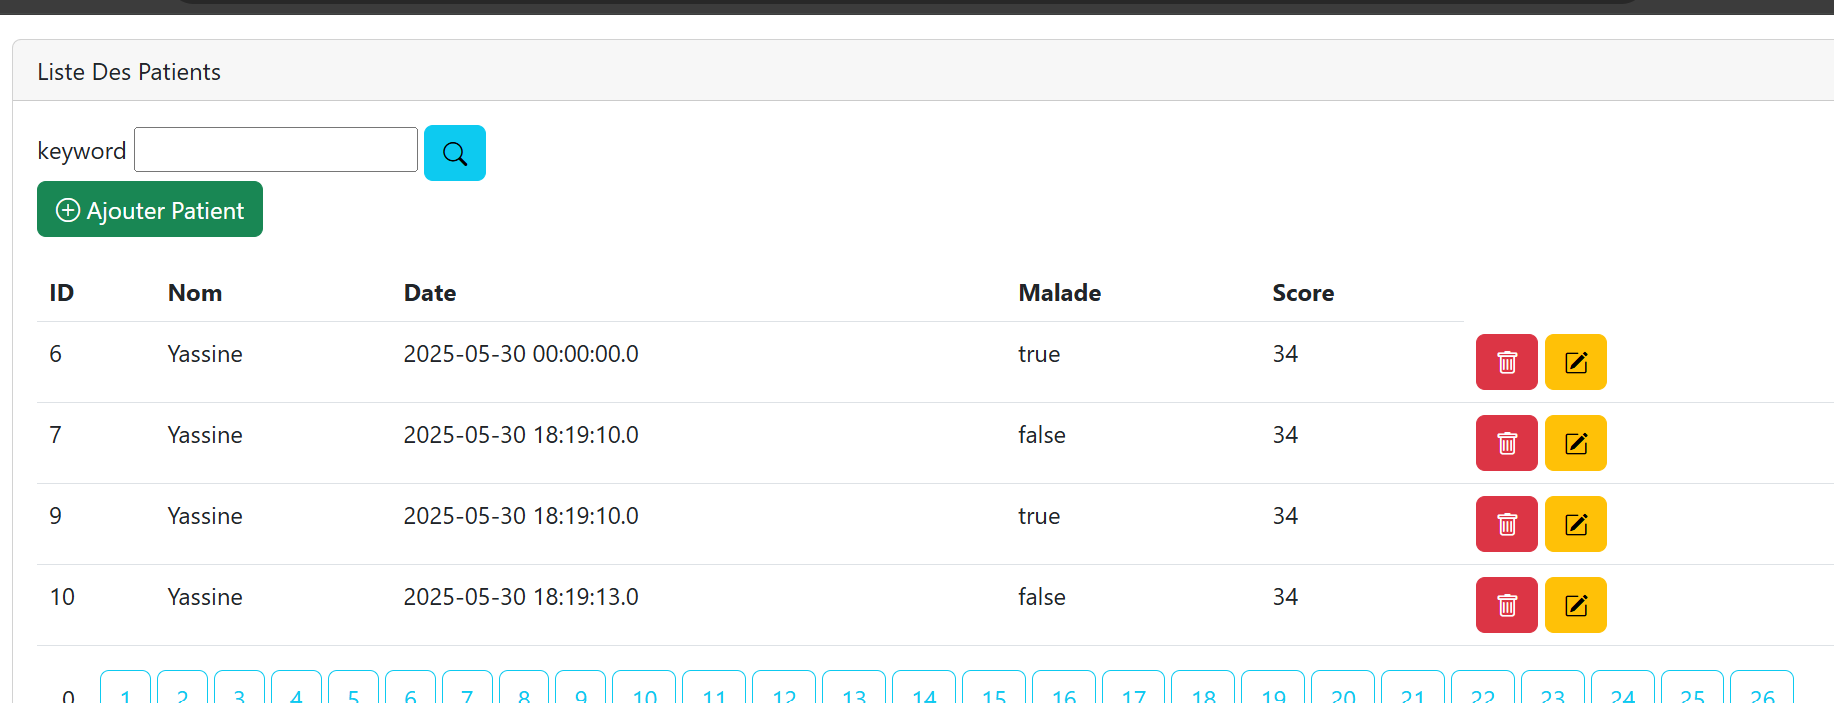 Liste Des Patients
keyword
Ajouter Patient
ID Nom Date Malade Score
6 Yassine 2025-05-30 00:00:00.0 true 34
7 Yassine 2025-05-30 18:19:10.0 false 34
9 Yassine 2025-05-30 18:19:10.0 true 34
10 Yassine 2025-05-30 18:19:13.0 false 34
0 1 2 3 4 5 6 7 8 9 10 11 12 13 14 15 16 17 18 19 20 21 22 23 24 25 26